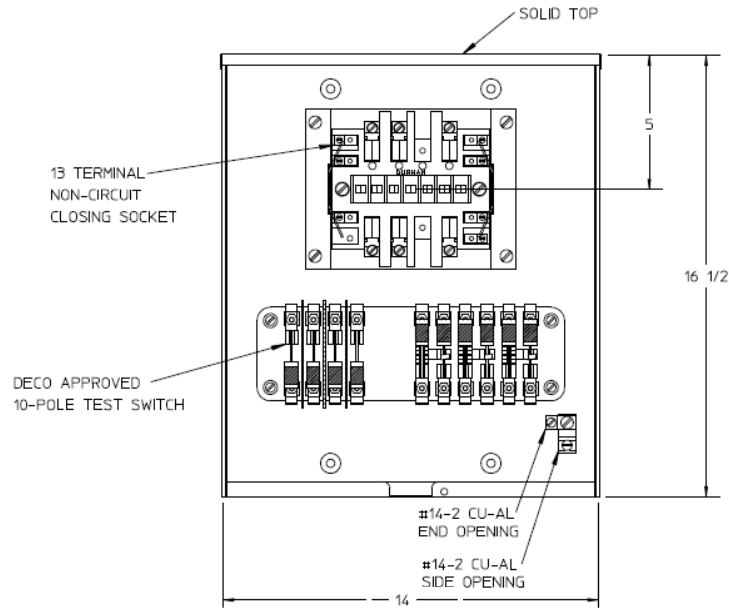 SOLID TOP
5
13 TERMINAL
NON-CIRCUIT
CLOSING SOCKET
DURHAM
16 1/2
DECO APPROVED
10-POLE TEST SWITCH
#14-2 CU-AL
END OPENING
#14-2 CU-AL
SIDE OPENING
14